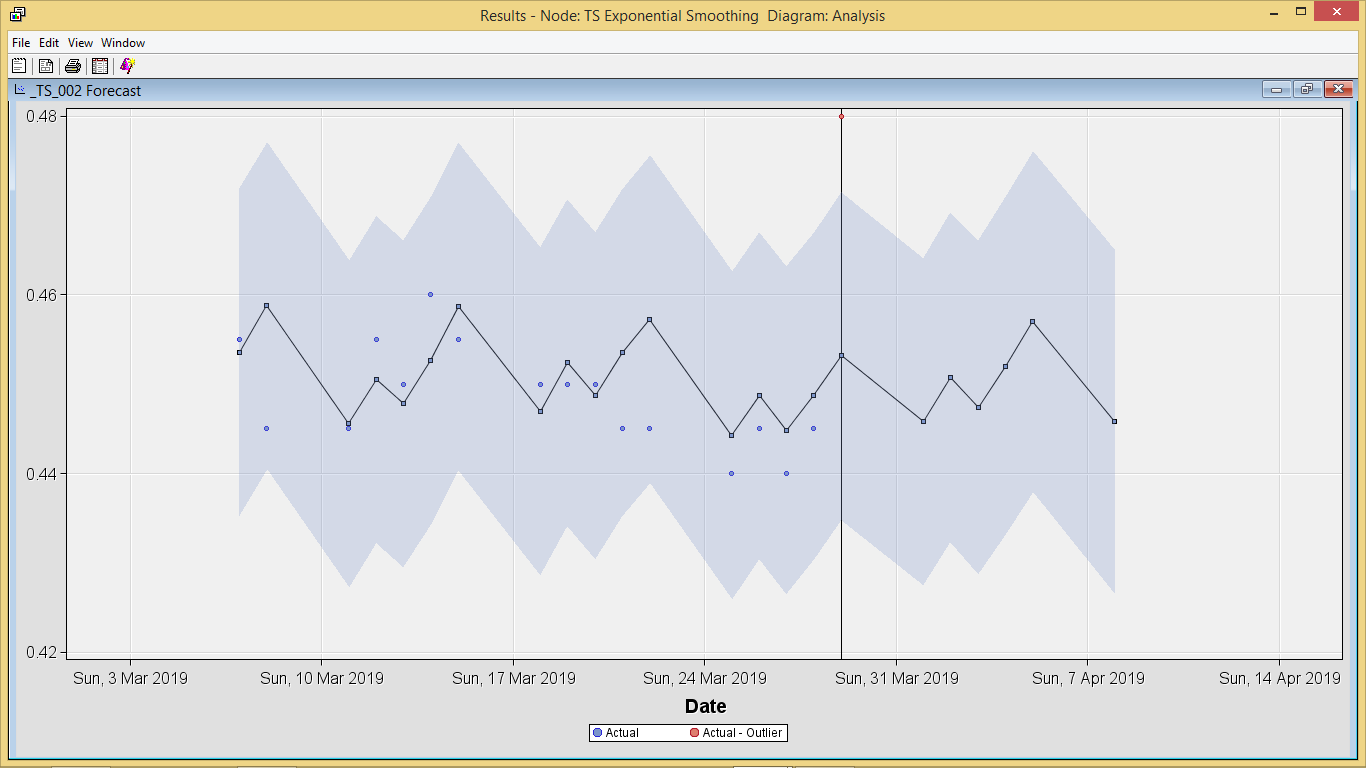 Results - Node: TS Exponential Smoothing Diagram: Analysis
File Edit View Window
_TS_002 Forecast
0.48
0.46
0.44
0.42
Sun, 3 Mar 2019 Sun, 10 Mar 2019 Sun, 17 Mar 2019 Sun, 24 Mar 2019 Sun, 31 Mar 2019 Sun, 7 Apr 2019 Sun, 14 Apr 2019
Date
Actual Actual - Outlier